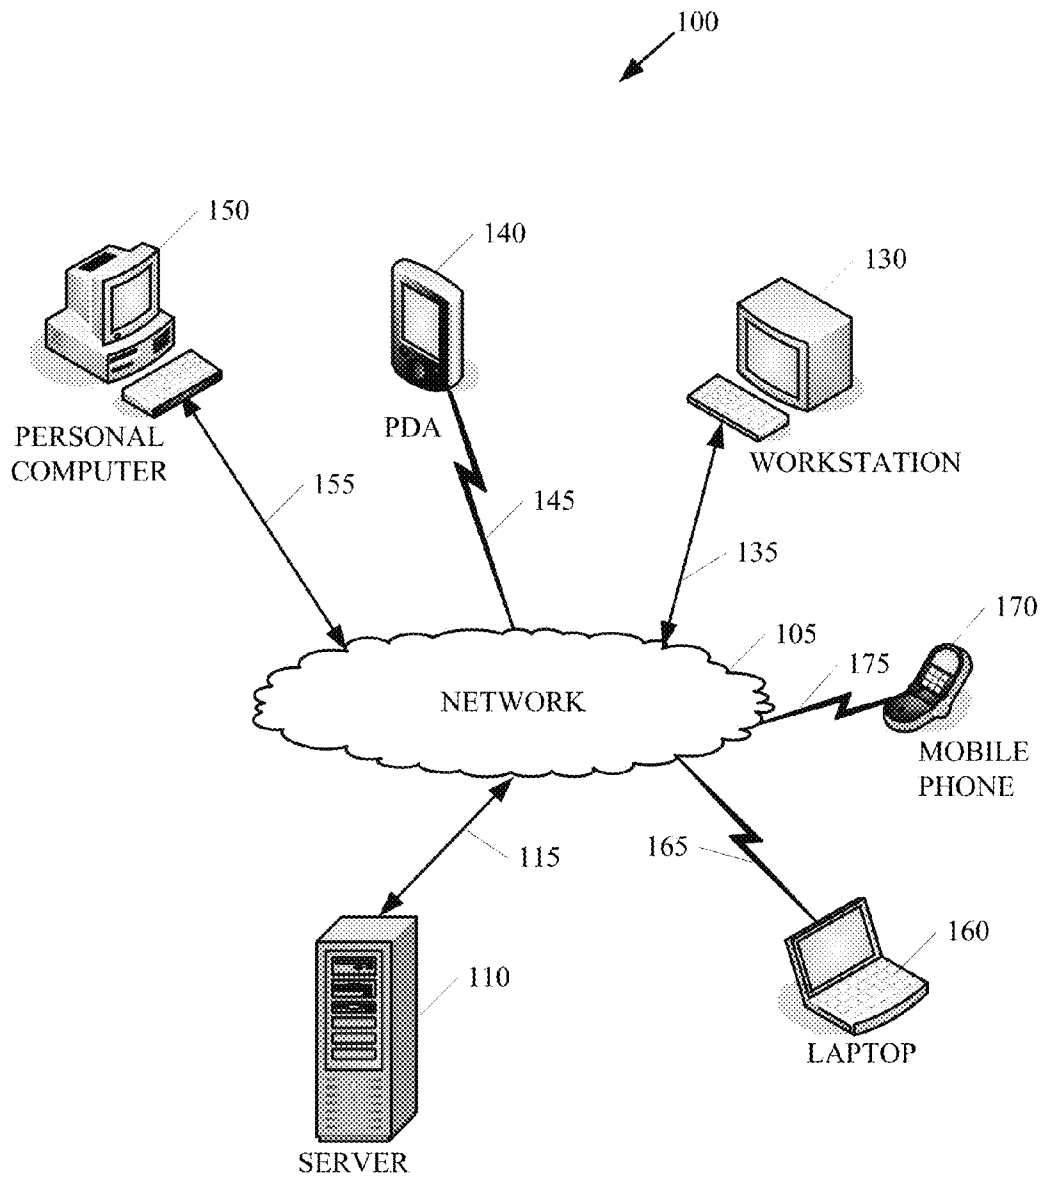 100
150
140
130
PERSONAL
COMPUTER
PDA
WORKSTATION
155
145
135
105
170
175
NETWORK
MOBILE
PHONE
115
165
110
160
LAPTOP
SERVER